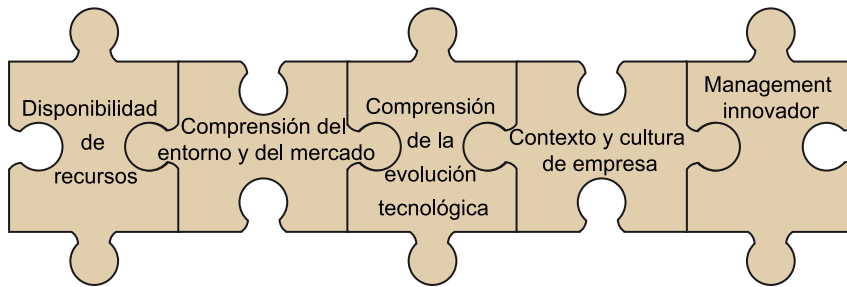 Disponibilidad
de
recursos
Comprensión del
entorno y del mercado
Comprensión
de la
evolución
tecnológica
Contexto y cultura
de empresa
Management
innovador